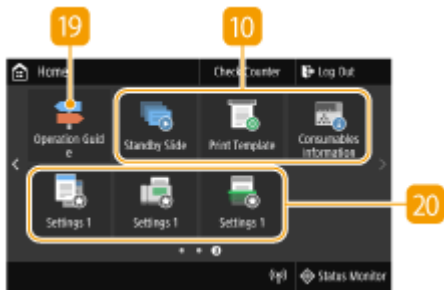 19
10
Home
Check Counter
Log Out
Operation Guid
e
Standby Slide
Print Template
Consumables
Information
Settings 1
Settings 1
Settings 1
20
Status Monitor